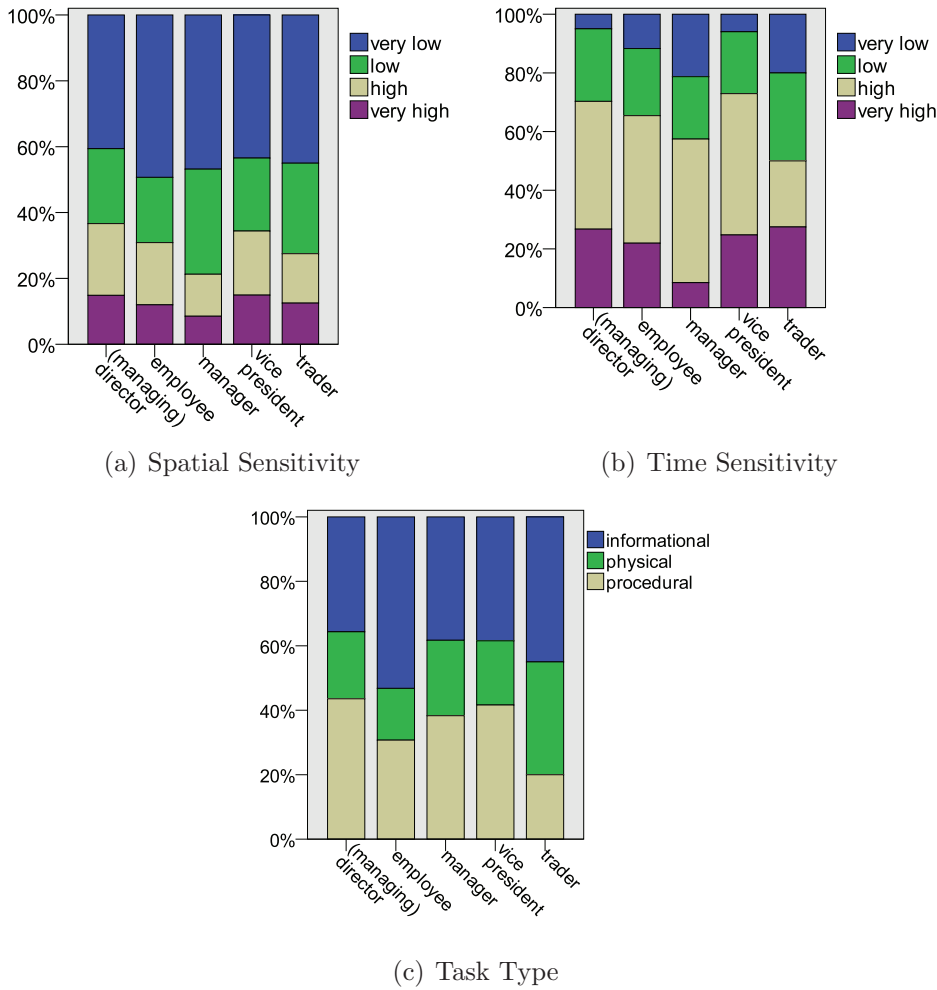 100%
80%
60%
40%
20%
0%
very low
low
high
very high
(managing)
director
employee
manager
vice
president
trader
(a) Spatial Sensitivity
100%
80%
60%
40%
20%
0%
very low
low
high
very high
(managing)
director
employee
manager
vice
president
trader
(b) Time Sensitivity
100%
80%
60%
40%
20%
0%
informational
physical
procedural
(managing)
director
employee
manager
vice
president
trader
(c) Task Type